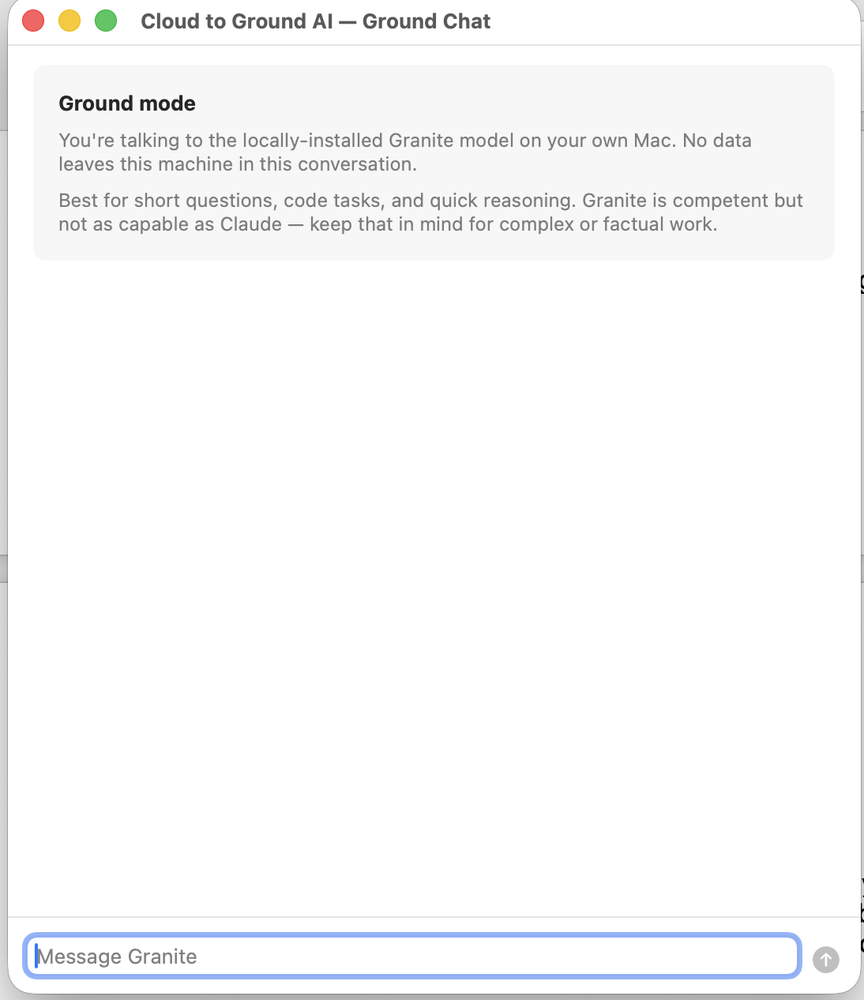 Cloud to Ground AI — Ground Chat
Ground mode
You're talking to the locally-installed Granite model on your own Mac. No data
leaves this machine in this conversation.
Best for short questions, code tasks, and quick reasoning. Granite is competent but
not as capable as Claude — keep that in mind for complex or factual work.
Message Granite